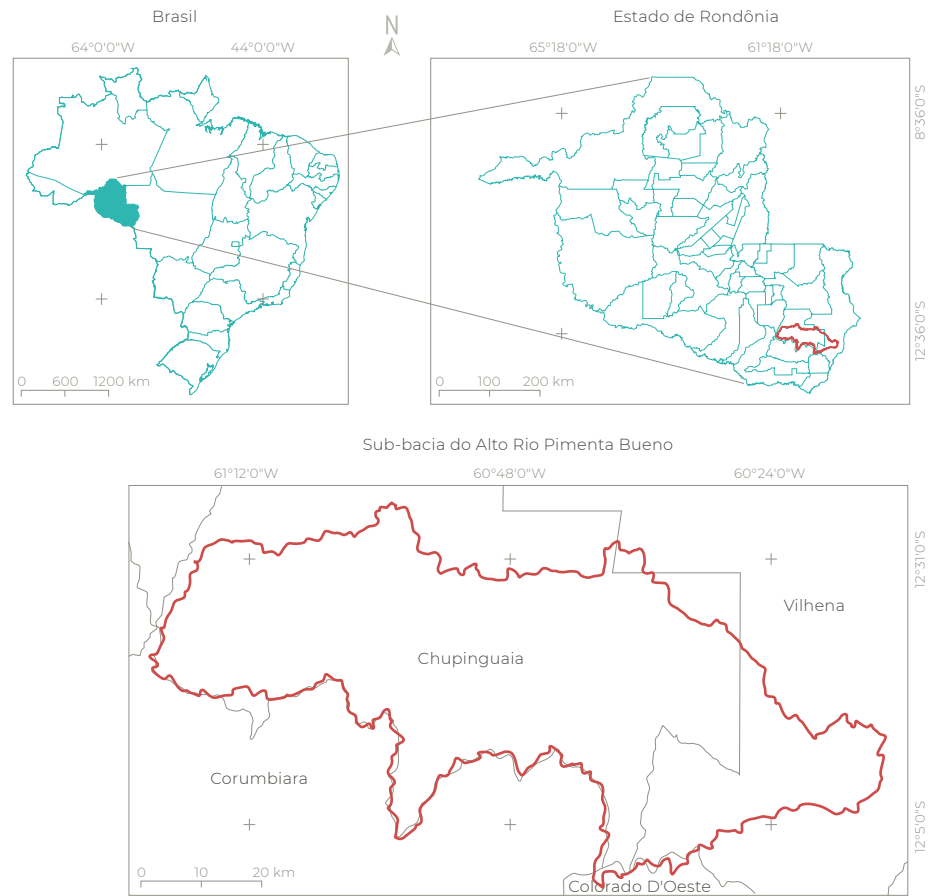 Brasil
N
Estado de Rondônia
64°0'0"W
44°0'0"W
65°18'0"W
61°18'0"W
8°36'0"S
12°36'0"S
0 600 1200 km
0 100 200 km
Sub-bacia do Alto Rio Pimenta Bueno
61°12'0"W
60°48'0"W
60°24'0"W
12°31'0"S
Vilhena
Chupinguaia
Corumbiara
12°5'0"S
0 10 20 km
Colorado D'Oeste